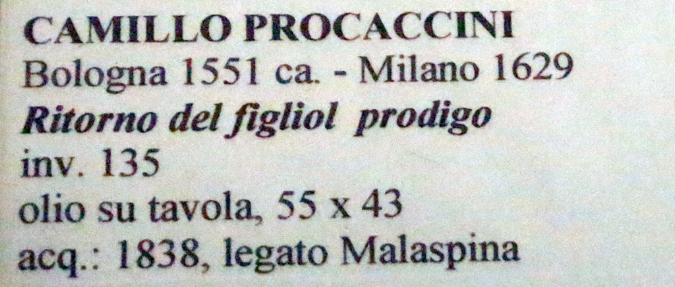 CAMILLO PROCACCINI
Bologna 1551 ca. - Milano 1629
Ritorno del figliol prodigo
inv. 135
olio su tavola, 55 x 43
acq.: 1838, legato Malaspina